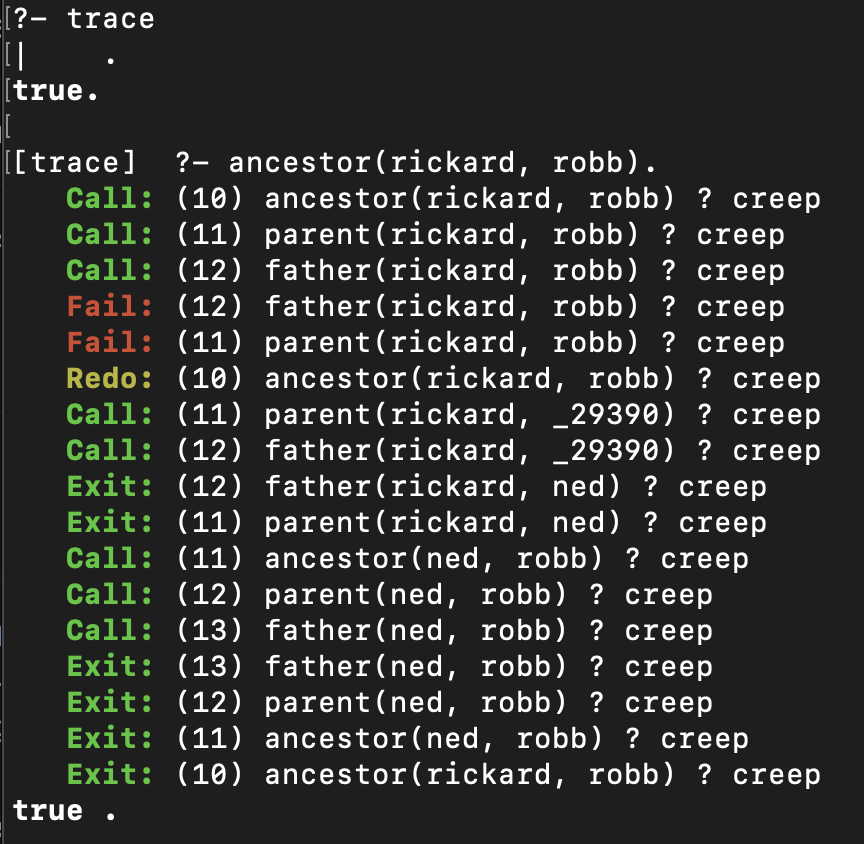 [?- trace
[|    .
[true.
[
[[trace]  ?- ancestor(rickard, robb).
   Call: (10) ancestor(rickard, robb) ? creep
   Call: (11) parent(rickard, robb) ? creep
   Call: (12) father(rickard, robb) ? creep
   Fail: (12) father(rickard, robb) ? creep
   Fail: (11) parent(rickard, robb) ? creep
   Redo: (10) ancestor(rickard, robb) ? creep
   Call: (11) parent(rickard, _29390) ? creep
   Call: (12) father(rickard, _29390) ? creep
   Exit: (12) father(rickard, ned) ? creep
   Exit: (11) parent(rickard, ned) ? creep
   Call: (11) ancestor(ned, robb) ? creep
   Call: (12) parent(ned, robb) ? creep
   Call: (13) father(ned, robb) ? creep
   Exit: (13) father(ned, robb) ? creep
   Exit: (12) parent(ned, robb) ? creep
   Exit: (11) ancestor(ned, robb) ? creep
   Exit: (10) ancestor(rickard, robb) ? creep
true .